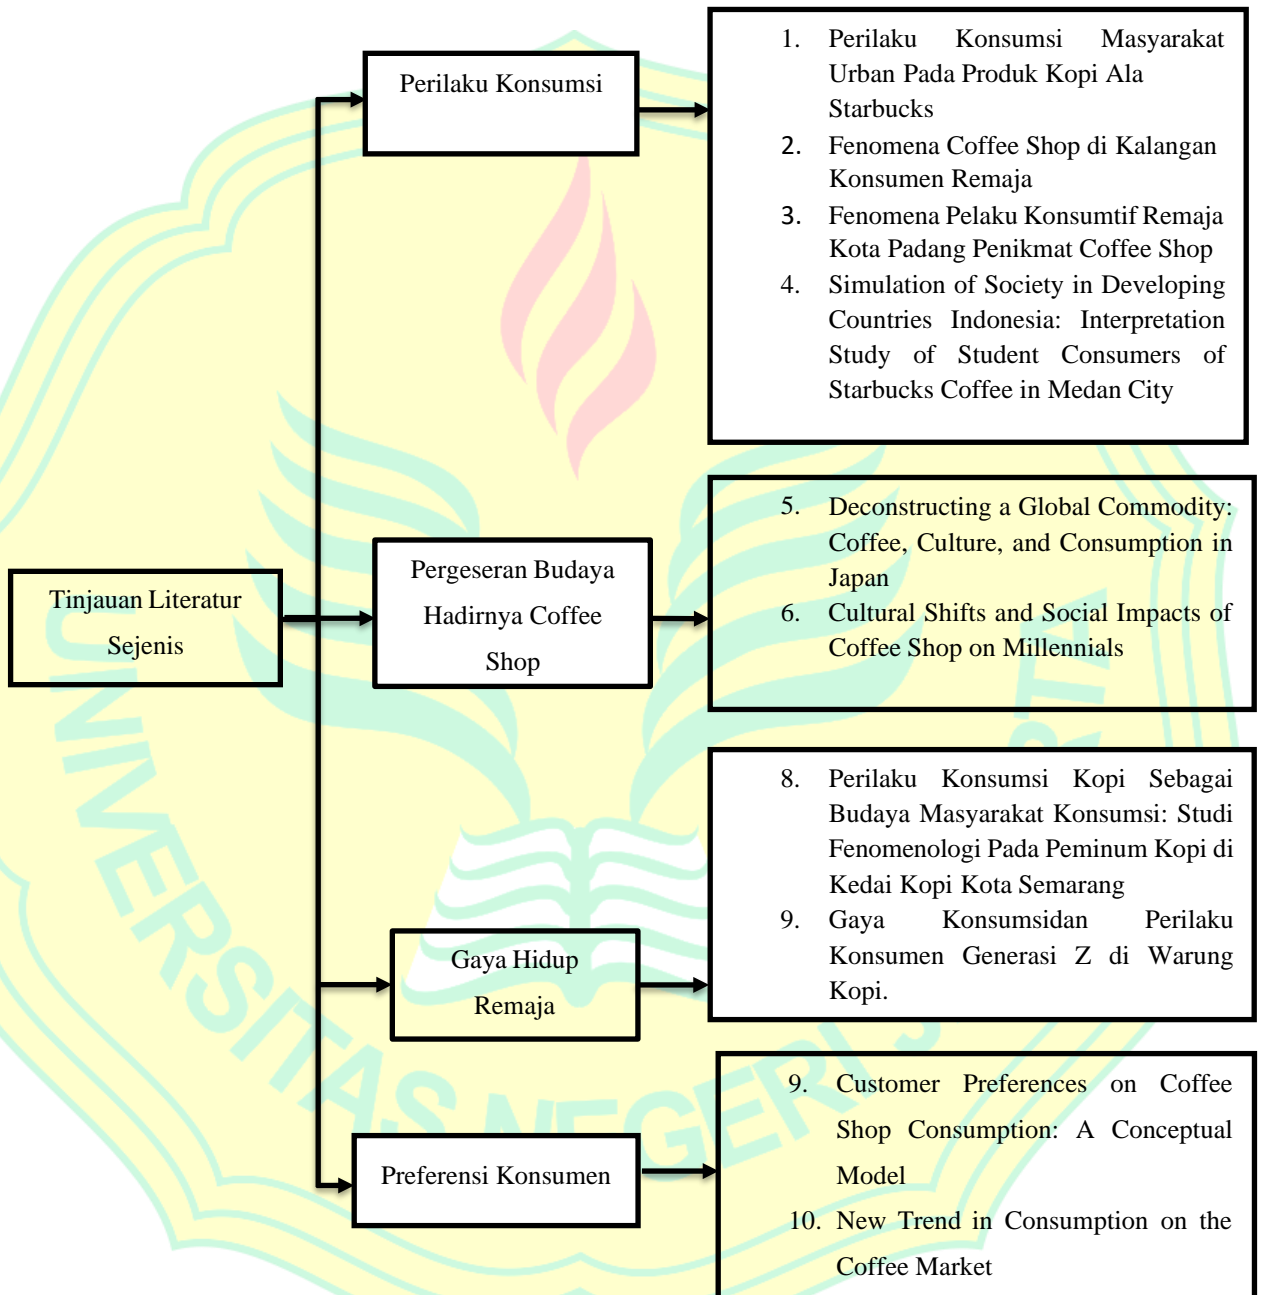 Perilaku Konsumsi
1. Perilaku Konsumsi Masyarakat
Urban Pada Produk Kopi Ala
Starbucks
2. Fenomena Coffee Shop di Kalangan
Konsumen Remaja
3. Fenomena Pelaku Konsumtif Remaja
Kota Padang Penikmat Coffee Shop
4. Simulation of Society in Developing
Countries Indonesia: Interpretation
Study of Student Consumers of
Starbucks Coffee in Medan City
Tinjauan Literatur
Sejenis
Pergeseran Budaya
Hadirnya Coffee
Shop
5. Deconstructing a Global Commodity:
Coffee, Culture, and Consumption in
Japan
6. Cultural Shifts and Social Impacts of
Coffee Shop on Millennials
Gaya Hidup
Remaja
8. Perilaku Konsumsi Kopi Sebagai
Budaya Masyarakat Konsumsi: Studi
Fenomenologi Pada Peminum Kopi di
Kedai Kopi Kota Semarang
9. Gaya Konsumsidan Perilaku
Konsumen Generasi Z di Warung
Kopi.
Preferensi Konsumen
9. Customer Preferences on Coffee
Shop Consumption: A Conceptual
Model
10. New Trend in Consumption on the
Coffee Market
UNIVERSITAS NEGERI J RTA